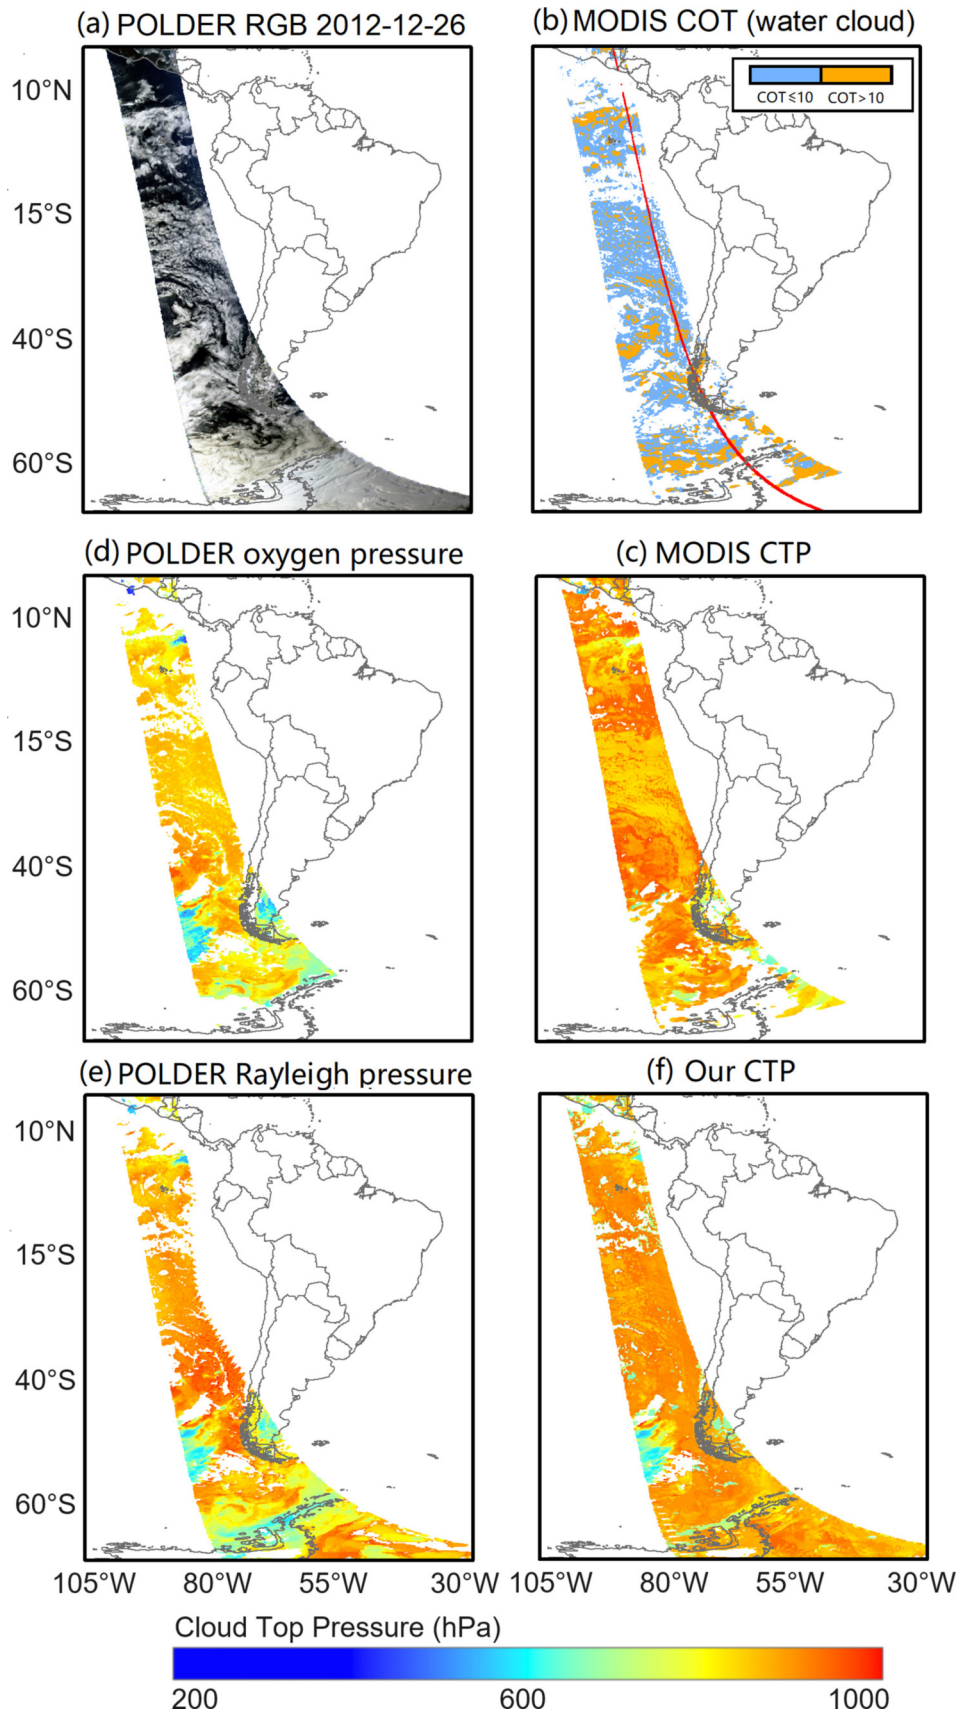 (a) POLDER RGB 2012-12-26
(b) MODIS COT (water cloud)
COT≤10 COT>10
10°N
15°S
40°S
60°S
(d) POLDER oxygen pressure
(c) MODIS CTP
10°N
15°S
40°S
60°S
(e) POLDER Rayleigh pressure
(f) Our CTP
10°N
15°S
40°S
60°S
105°W 80°W 55°W 30°W 105°W 80°W 55°W 30°W
Cloud Top Pressure (hPa)
200 600 1000